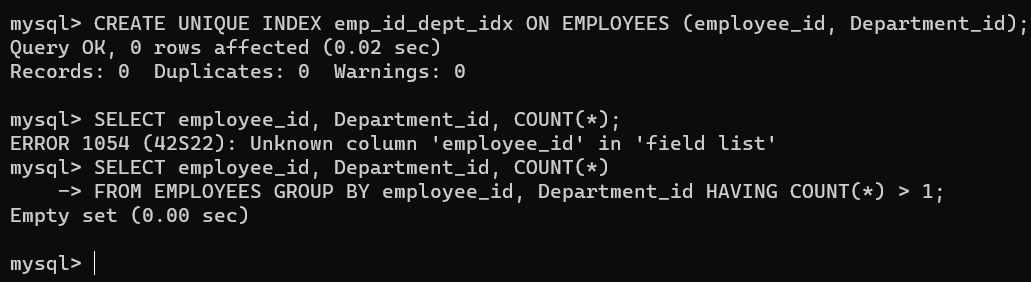 mysql> CREATE UNIQUE INDEX emp_id_dept_idx ON EMPLOYEES (employee_id, Department_id);
Query OK, 0 rows affected (0.02 sec)
Records: 0  Duplicates: 0  Warnings: 0

mysql> SELECT employee_id, Department_id, COUNT(*);
ERROR 1054 (42S22): Unknown column 'employee_id' in 'field list'
mysql> SELECT employee_id, Department_id, COUNT(*)
    -> FROM EMPLOYEES GROUP BY employee_id, Department_id HAVING COUNT(*) > 1;
Empty set (0.00 sec)

mysql>